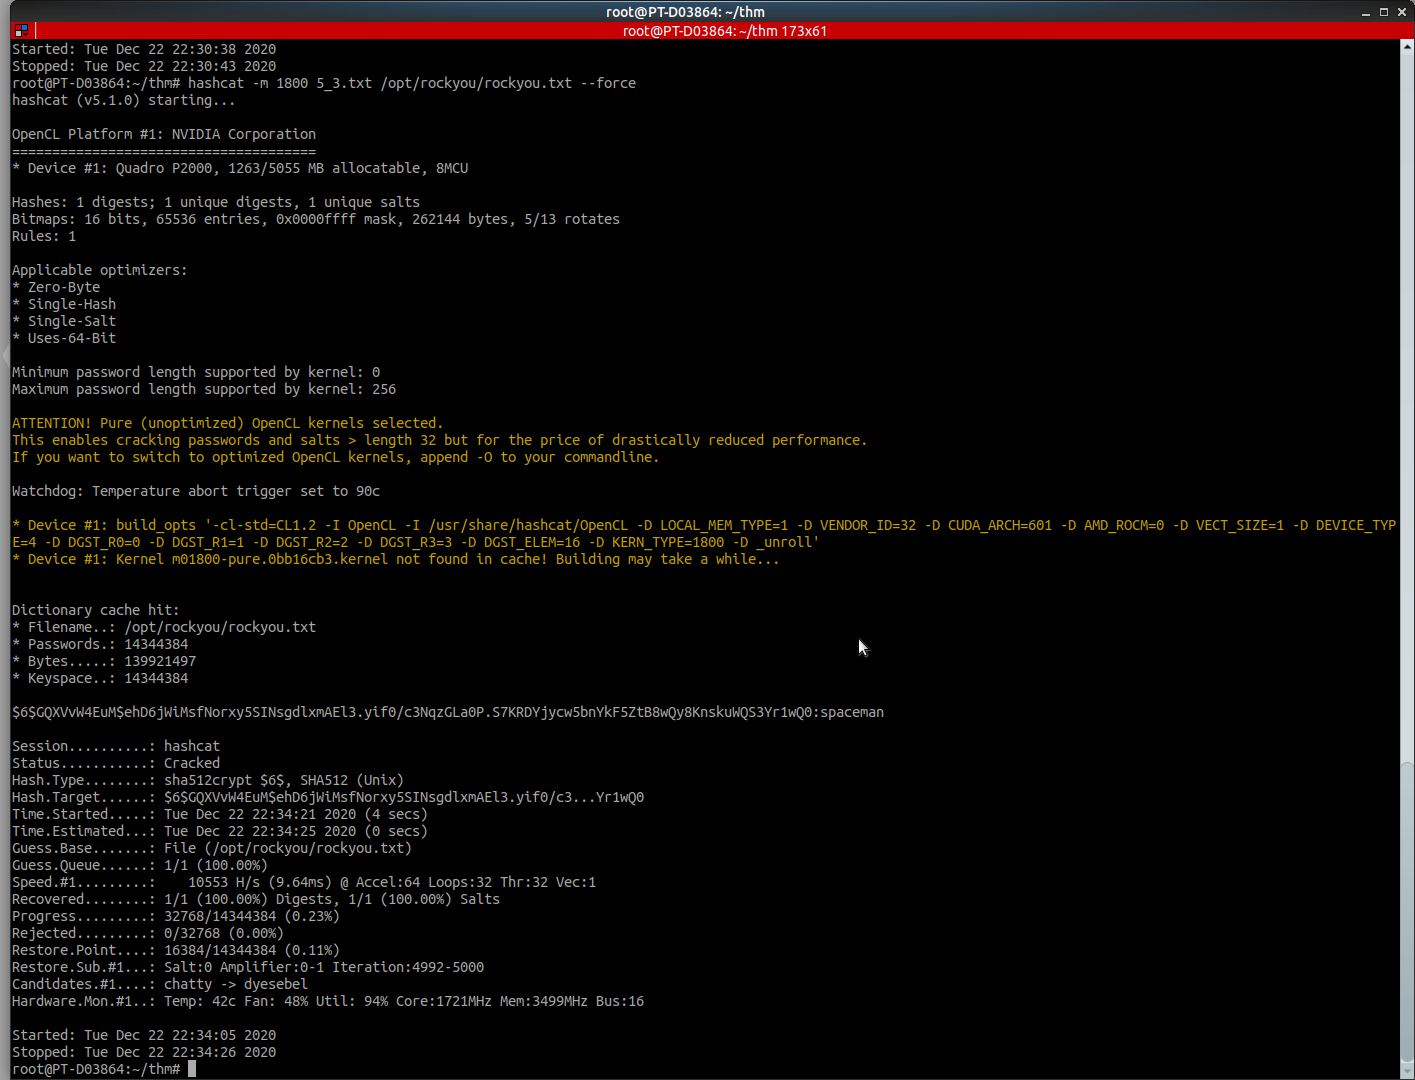 root@PT-D03864: ~/thm
root@PT-D03864: ~/thm 173x61
Started: Tue Dec 22 22:30:38 2020
Stopped: Tue Dec 22 22:30:43 2020
root@PT-D03864:~/thm# hashcat -m 1800 5_3.txt /opt/rockyou/rockyou.txt --force
hashcat (v5.1.0) starting...
OpenCL Platform #1: NVIDIA Corporation
======================================
* Device #1: Quadro P2000, 1263/5055 MB allocatable, 8MCU
Hashes: 1 digests; 1 unique digests, 1 unique salts
Bitmaps: 16 bits, 65536 entries, 0x0000ffff mask, 262144 bytes, 5/13 rotates
Rules: 1
Applicable optimizers:
* Zero-Byte
* Single-Hash
* Single-Salt
* Uses-64-Bit
Minimum password length supported by kernel: 0
Maximum password length supported by kernel: 256
ATTENTION! Pure (unoptimized) OpenCL kernels selected.
This enables cracking passwords and salts > length 32 but for the price of drastically reduced performance.
If you want to switch to optimized OpenCL kernels, append -O to your commandline.
Watchdog: Temperature abort trigger set to 90c
* Device #1: build_opts '-cl-std=CL1.2 -I OpenCL -I /usr/share/hashcat/OpenCL -D LOCAL_MEM_TYPE=1 -D VENDOR_ID=32 -D CUDA_ARCH=601 -D AMD_ROCM=0 -D VECT_SIZE=1 -D DEVICE_TYP
E=4 -D DGST_R0=0 -D DGST_R1=1 -D DGST_R2=2 -D DGST_R3=3 -D DGST_ELEM=16 -D KERN_TYPE=1800 -D _unroll'
* Device #1: Kernel m01800-pure.0bb16cb3.kernel not found in cache! Building may take a while...
Dictionary cache hit:
* Filename..: /opt/rockyou/rockyou.txt
* Passwords.: 14344384
* Bytes.....: 139921497
* Keyspace..: 14344384
$6$GQXVvW4EuM$ehD6jWiMsfNorxy5SINsgdlxmAEl3.yif0/c3NqzGLa0P.S7KRDYjycw5bnYkF5ZtB8wQy8KnskuWQS3Yr1wQ0:spaceman
Session..........: hashcat
Status...........: Cracked
Hash.Type........: sha512crypt $6$, SHA512 (Unix)
Hash.Target......: $6$GQXVvW4EuM$ehD6jWiMsfNorxy5SINsgdlxmAEl3.yif0/c3...Yr1wQ0
Time.Started.....: Tue Dec 22 22:34:21 2020 (4 secs)
Time.Estimated...: Tue Dec 22 22:34:25 2020 (0 secs)
Guess.Base.......: File (/opt/rockyou/rockyou.txt)
Guess.Queue......: 1/1 (100.00%)
Speed.#1.........:    10553 H/s (9.64ms) @ Accel:64 Loops:32 Thr:32 Vec:1
Recovered........: 1/1 (100.00%) Digests, 1/1 (100.00%) Salts
Progress.........: 32768/14344384 (0.23%)
Rejected.........: 0/32768 (0.00%)
Restore.Point....: 16384/14344384 (0.11%)
Restore.Sub.#1...: Salt:0 Amplifier:0-1 Iteration:4992-5000
Candidates.#1....: chatty -> dyesebel
Hardware.Mon.#1..: Temp: 42c Fan: 48% Util: 94% Core:1721MHz Mem:3499MHz Bus:16
Started: Tue Dec 22 22:34:05 2020
Stopped: Tue Dec 22 22:34:26 2020
root@PT-D03864:~/thm#